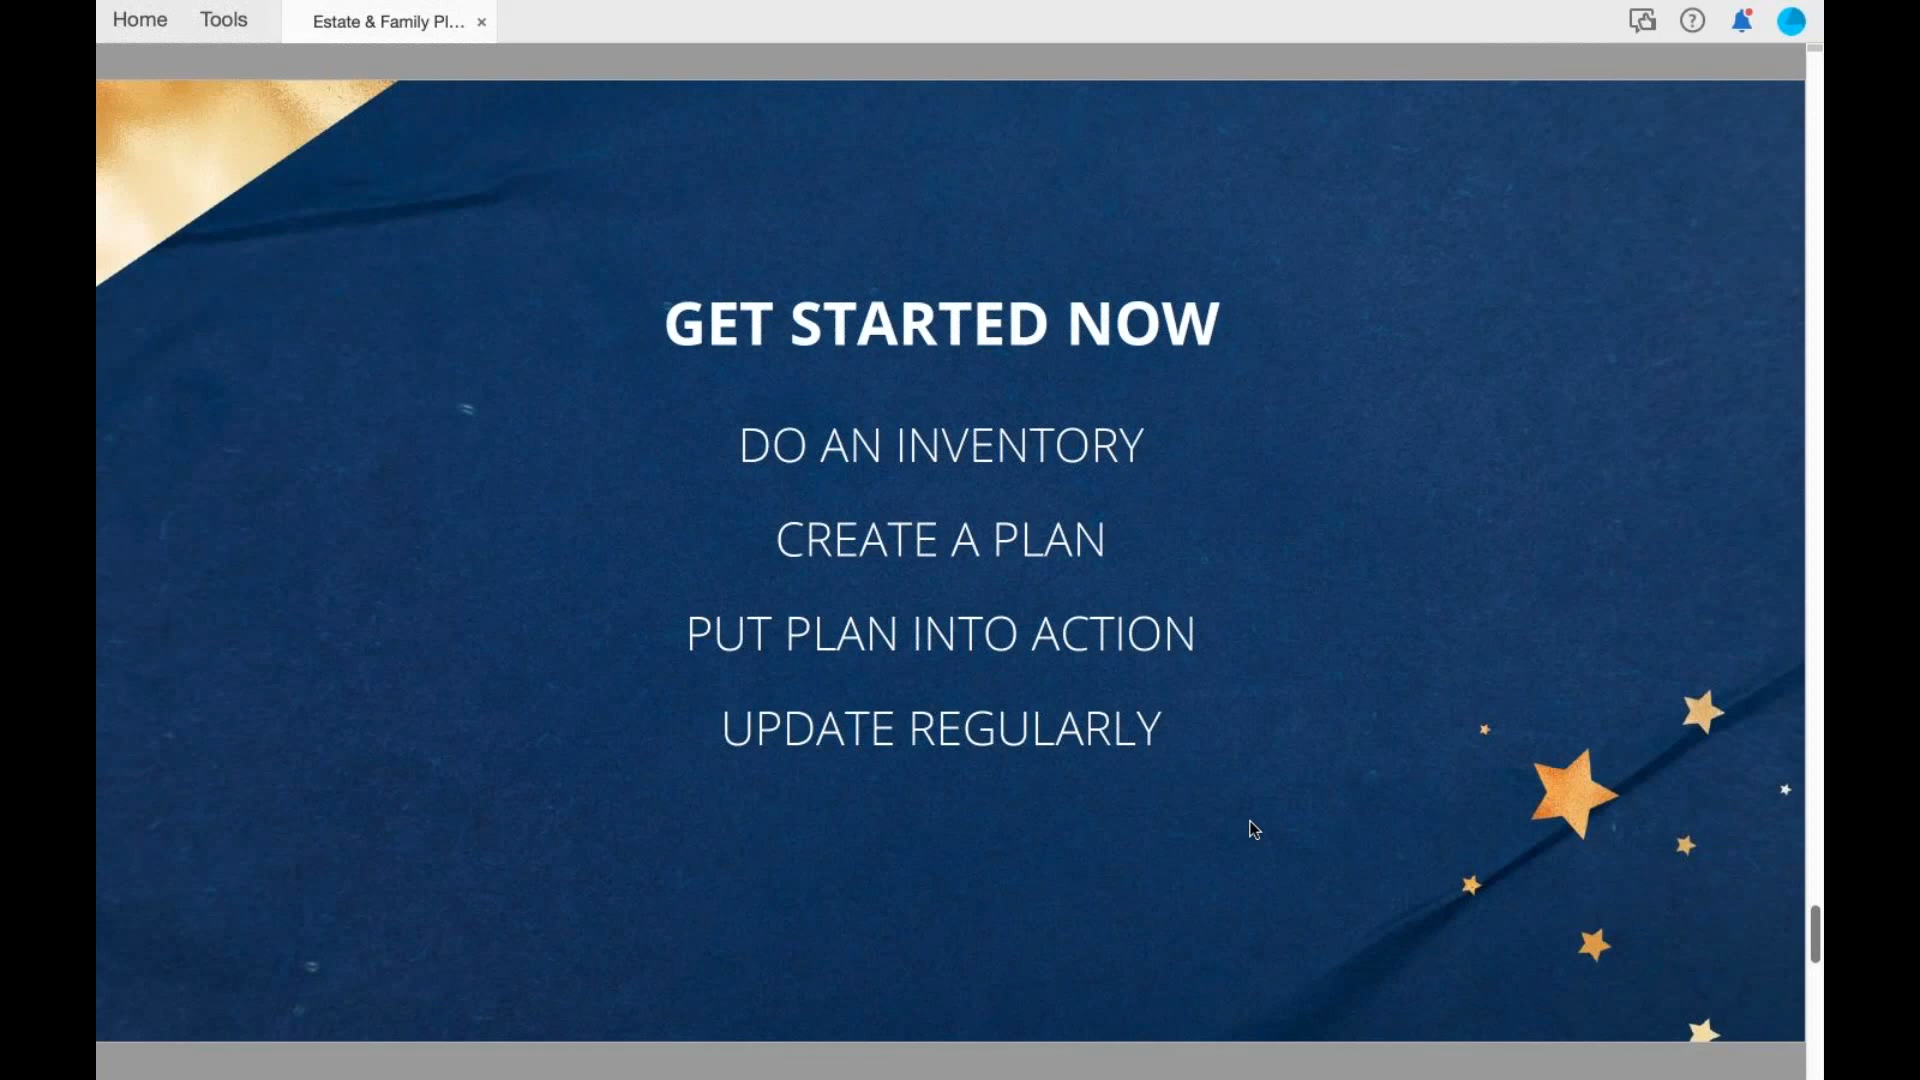 Home
Tools
Estate & Family Pl...
GET STARTED NOW
DO AN INVENTORY
CREATE A PLAN
PUT PLAN INTO ACTION
UPDATE REGULARLY